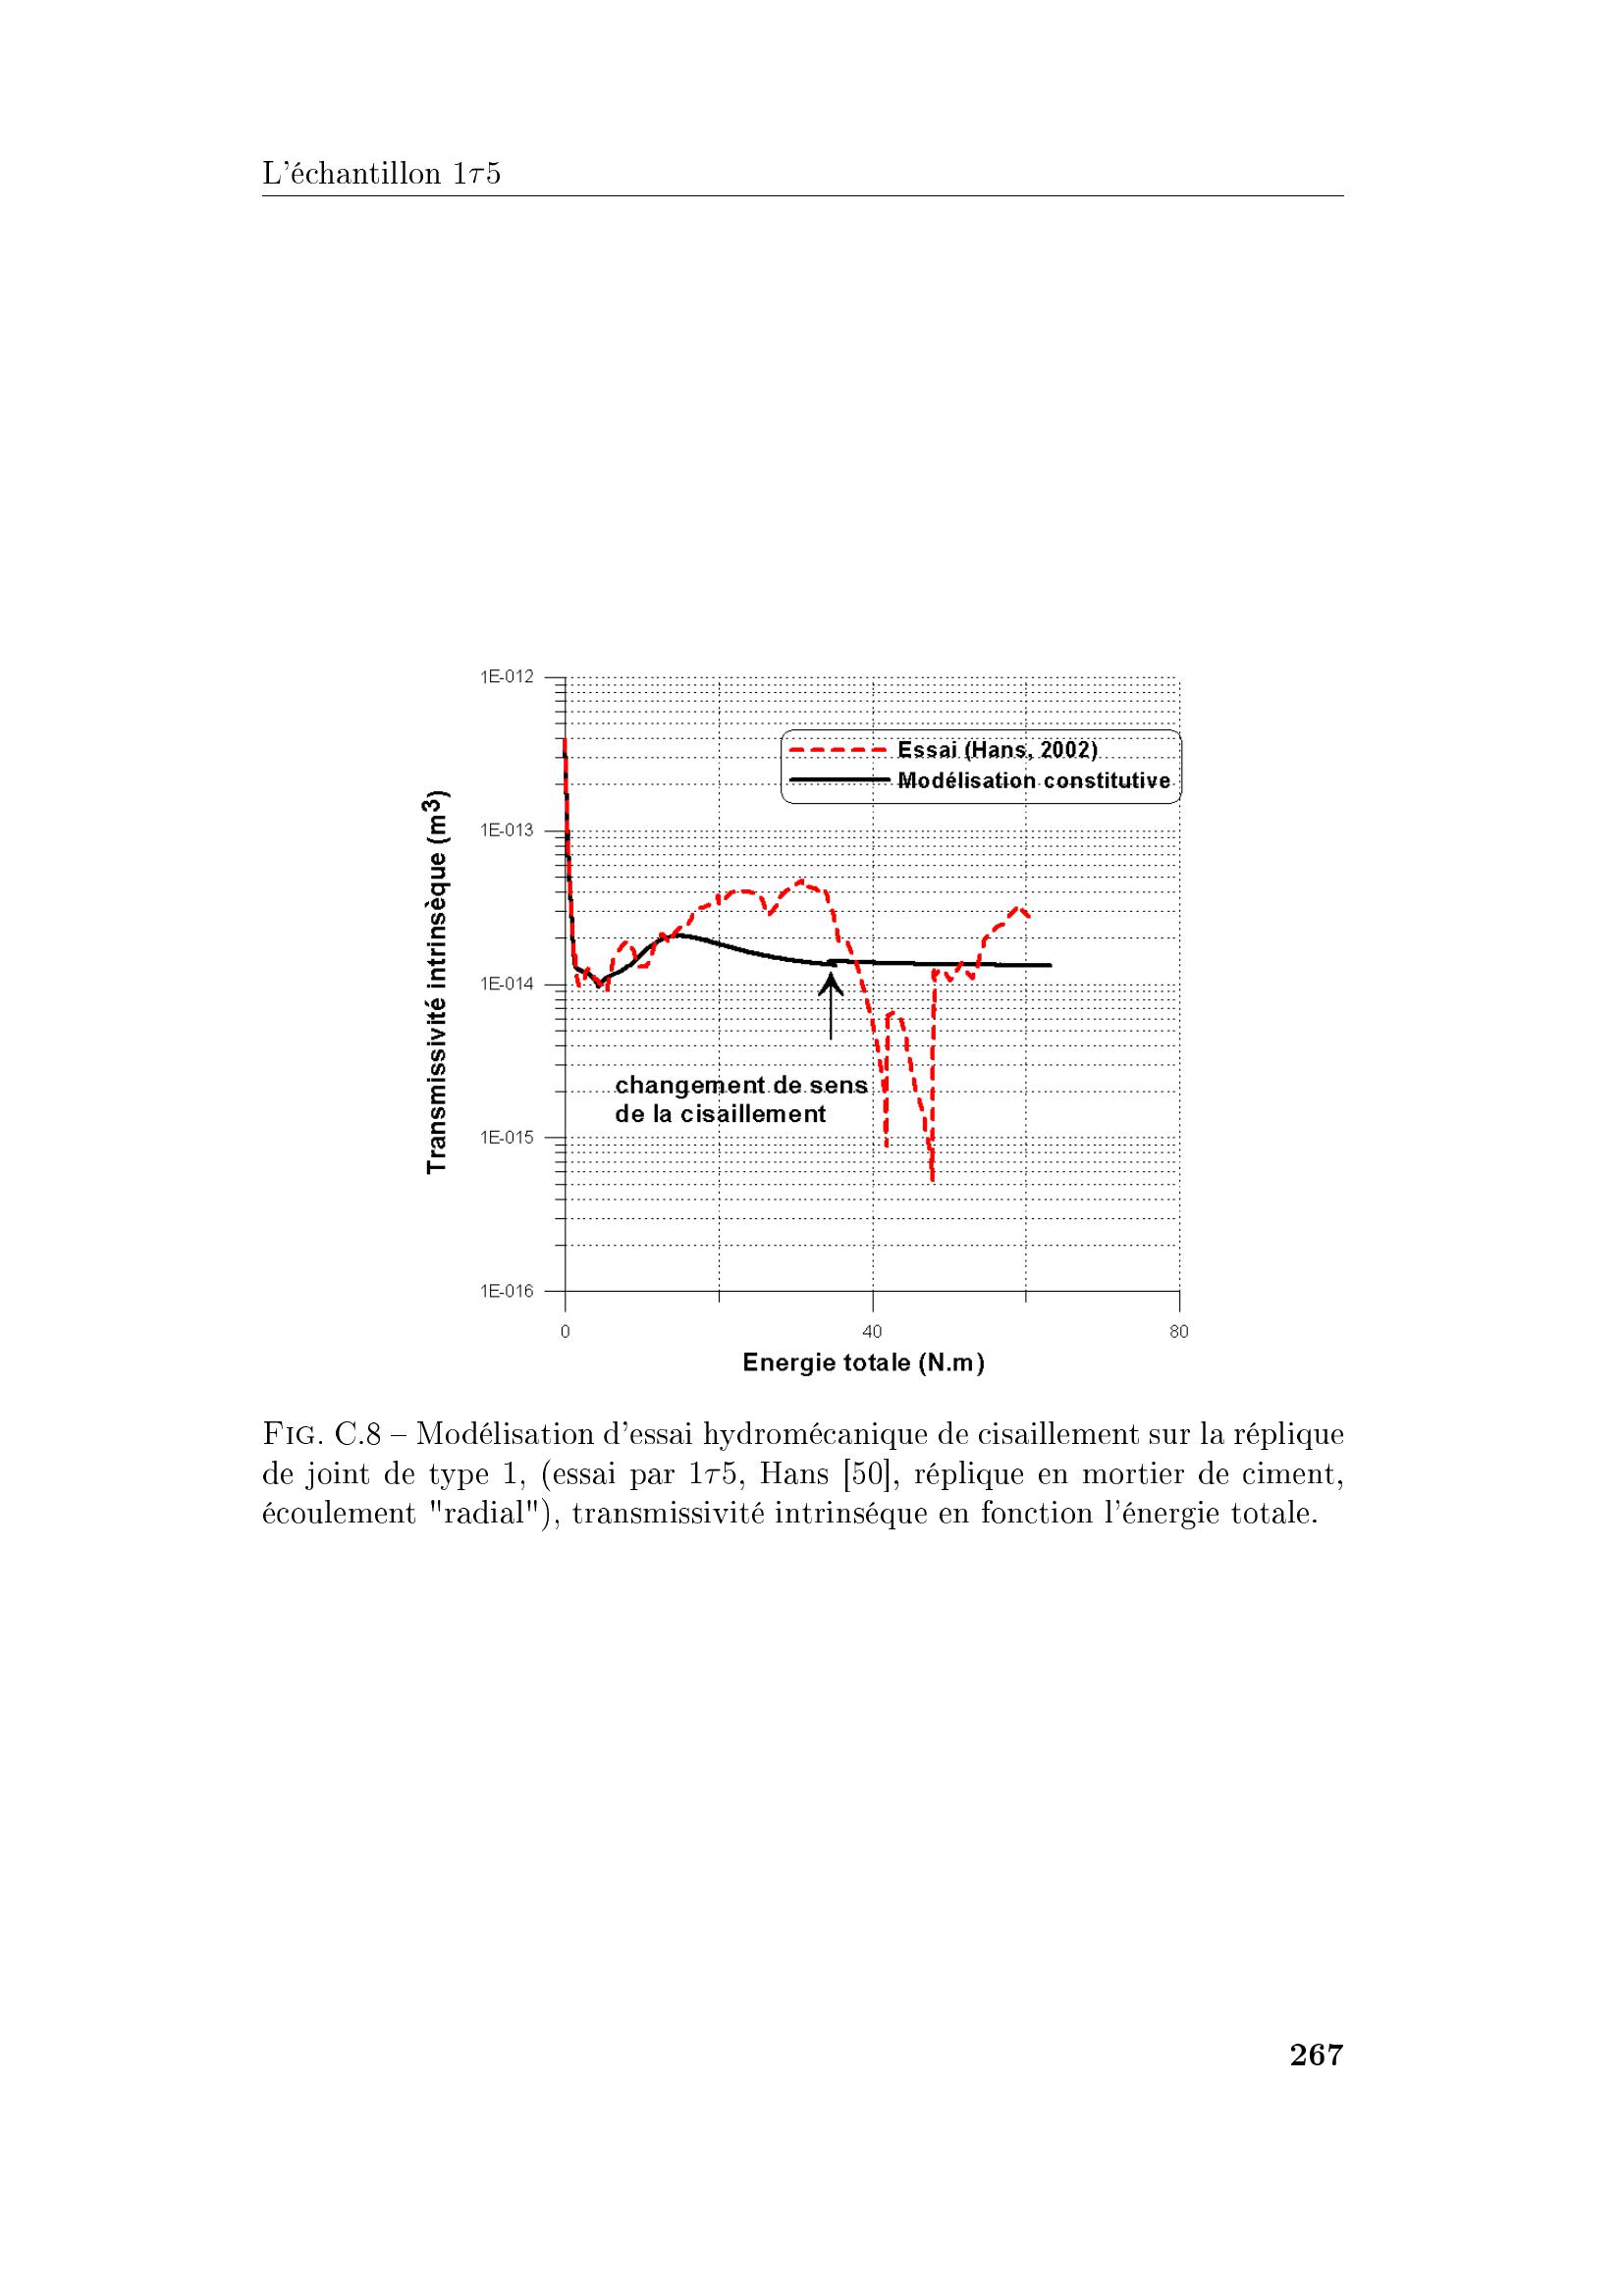 L'échantillon 1τ5
1E-012
Essai (Hans, 2002)
Modélisation constitutive
1E-013
Transmissivité intrinsèque (m³)
1E-014
changement de sens
de la cisaillement
1E-015
1E-016
0 40 80
Energie totale (N.m)
FIG. C.8 – Modélisation d'essai hydromécanique de cisaillement sur la réplique
de joint de type 1, (essai par 1τ5, Hans [50], réplique en mortier de ciment,
écoulement "radial"), transmissivité intrinséque en fonction l'énergie totale.
267